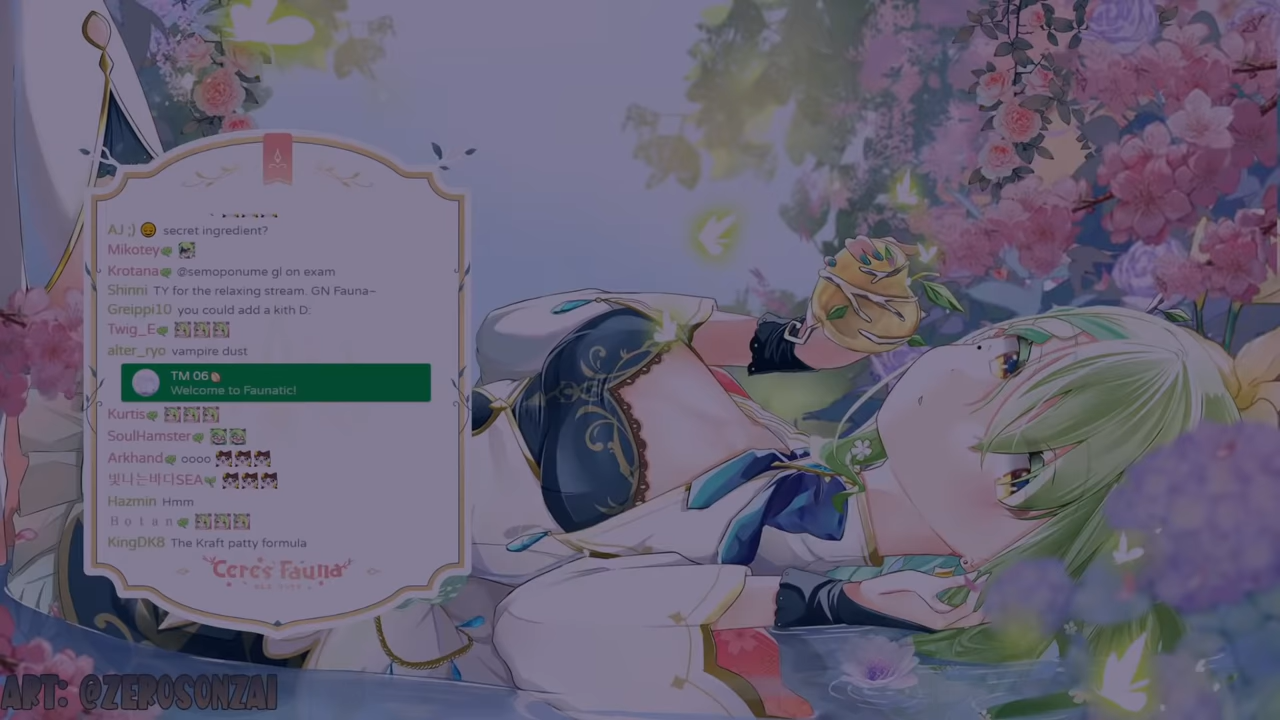 AJ ;) secret ingredient?
Mikotey
Krotana @semoponume gl on exam
Shinni TY for the relaxing stream. GN Fauna~
Greippi10 you could add a kith D:
Twig_E
alter_ryo vampire dust
TM 06
Welcome to Faunatic!
Kurtis
SoulHamster
Arkhand oooo
빛나는바다SEA
Hazmin Hmm
Botan
KingDK8 The Kraft patty formula
Ceres Fauna
ART: @ZEROSONZAI